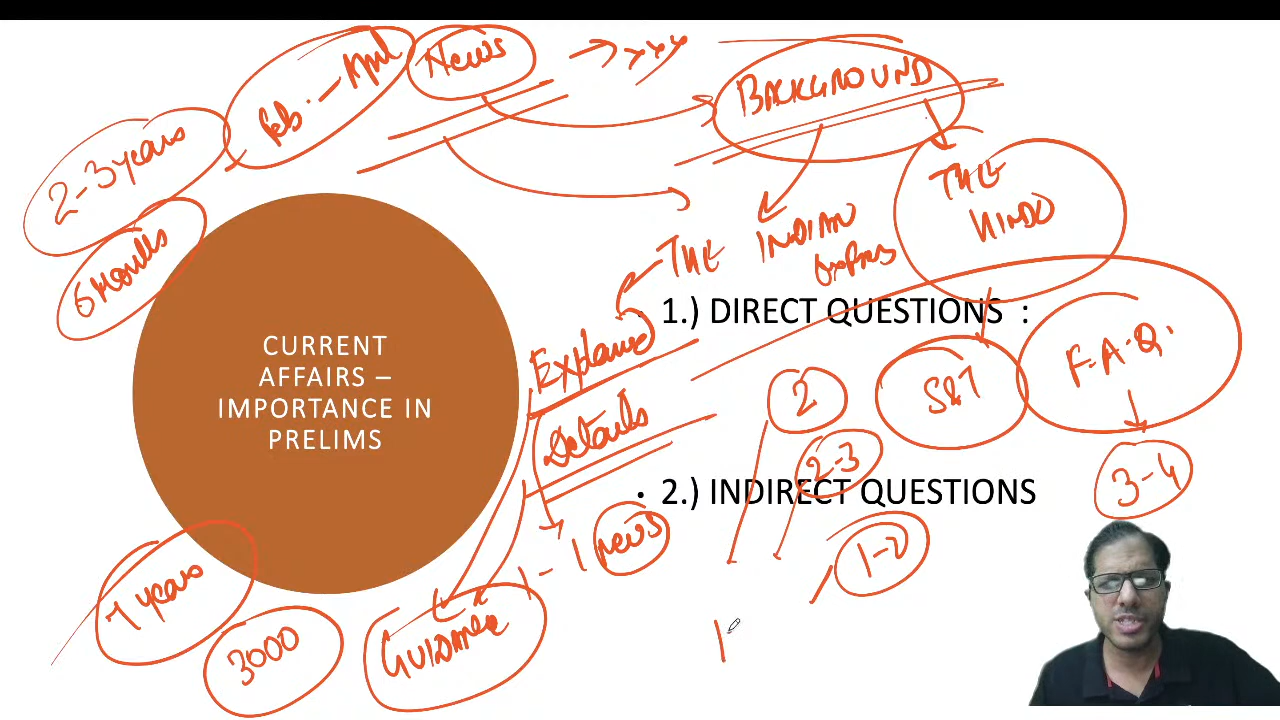 2-3 years
Feb. - April
News
→ xxx
BACKGROUND
6 Months
THE INDIAN
Express
THE
HINDU
CURRENT
AFFAIRS –
IMPORTANCE IN
PRELIMS
• 1.) DIRECT QUESTIONS :
Explained
Details
2
S&T
F.A.Q.
2-3
3-4
• 2.) INDIRECT QUESTIONS
1-1 news
1-2
7 years
3000
GUIDANCE